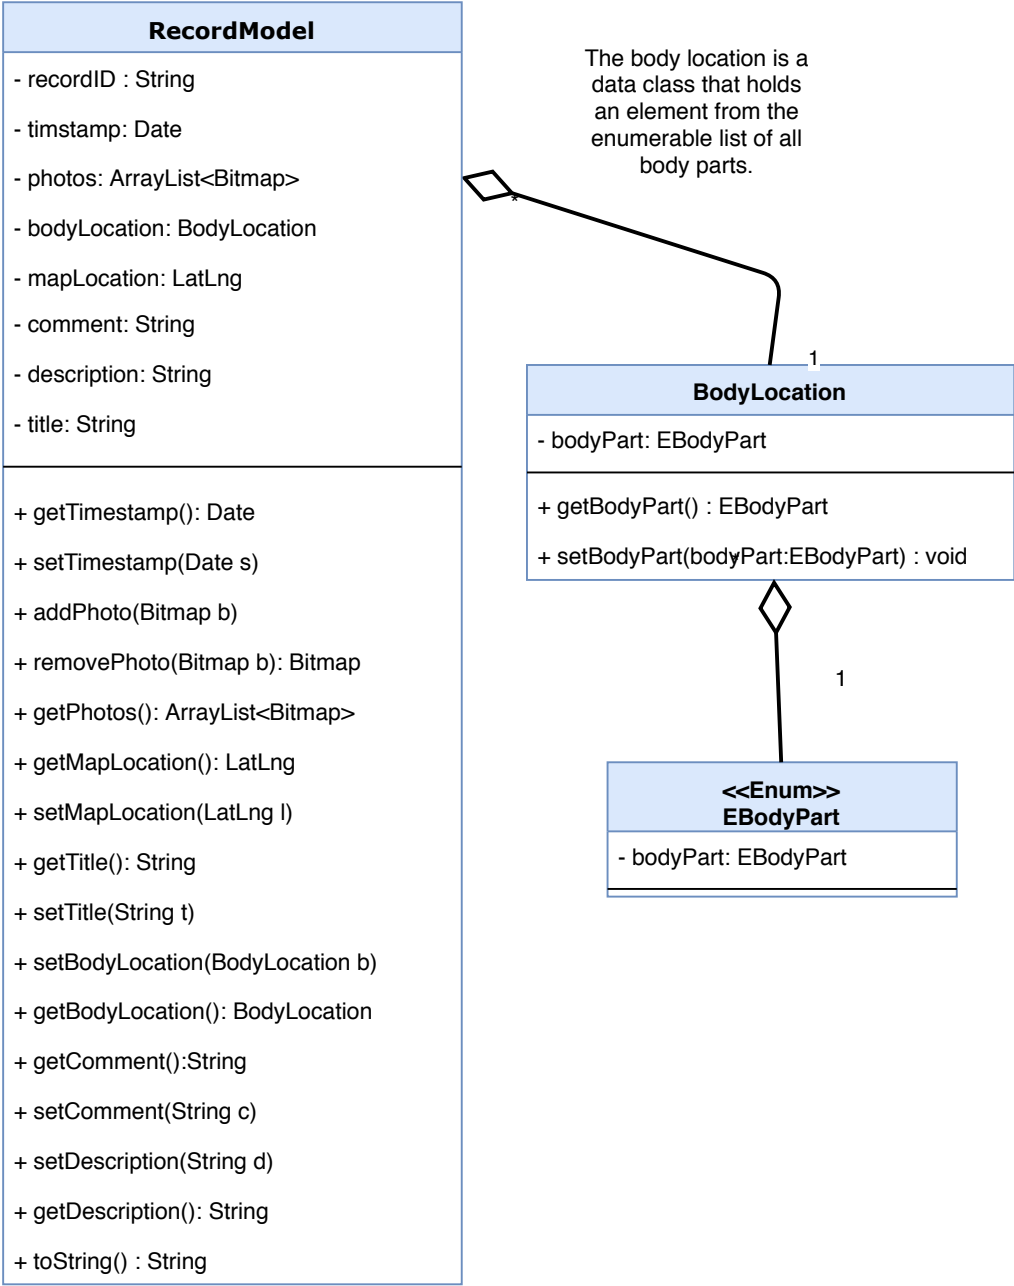 RecordModel
- recordID : String
- timstamp: Date
- photos: ArrayList<Bitmap>
- bodyLocation: BodyLocation
- mapLocation: LatLng
- comment: String
- description: String
- title: String
+ getTimestamp(): Date
+ setTimestamp(Date s)
+ addPhoto(Bitmap b)
+ removePhoto(Bitmap b): Bitmap
+ getPhotos(): ArrayList<Bitmap>
+ getMapLocation(): LatLng
+ setMapLocation(LatLng l)
+ getTitle(): String
+ setTitle(String t)
+ setBodyLocation(BodyLocation b)
+ getBodyLocation(): BodyLocation
+ getComment():String
+ setComment(String c)
+ setDescription(String d)
+ getDescription(): String
+ toString() : String
The body location is a
data class that holds
an element from the
enumerable list of all
body parts.
*
1
BodyLocation
- bodyPart: EBodyPart
+ getBodyPart() : EBodyPart
+ setBodyPart(bodyPart:EBodyPart) : void
*
1
<<Enum>>
EBodyPart
- bodyPart: EBodyPart